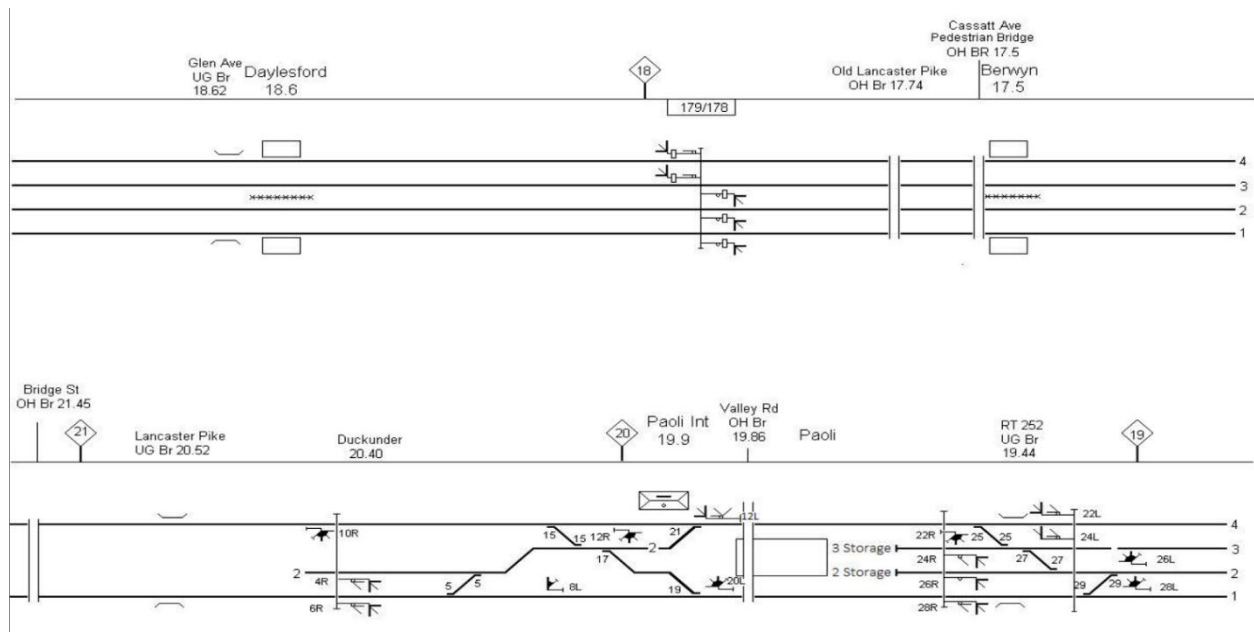 Cassatt Ave
Pedestrian Bridge
OH BR 17.5
Glen Ave
UG Br
18.62
Daylesford
18.6
18
Old Lancaster Pike
OH Br 17.74
Berwyn
17.5
179/178
4
3
2
1
Bridge St
OH Br 21.45
21
Lancaster Pike
UG Br 20.52
Duckunder
20.40
20
Paoli Int
19.9
Valley Rd
OH Br
19.86
Paoli
RT 252
UG Br
19.44
19
10R
15
15
12R
21
12L
22R
25
25
22L
24L
4
2
17
3 Storage
24R
27
27
26L
3
2
4R
5
5
8L
19
20L
2 Storage
26R
29
29
28L
2
6R
28R
1